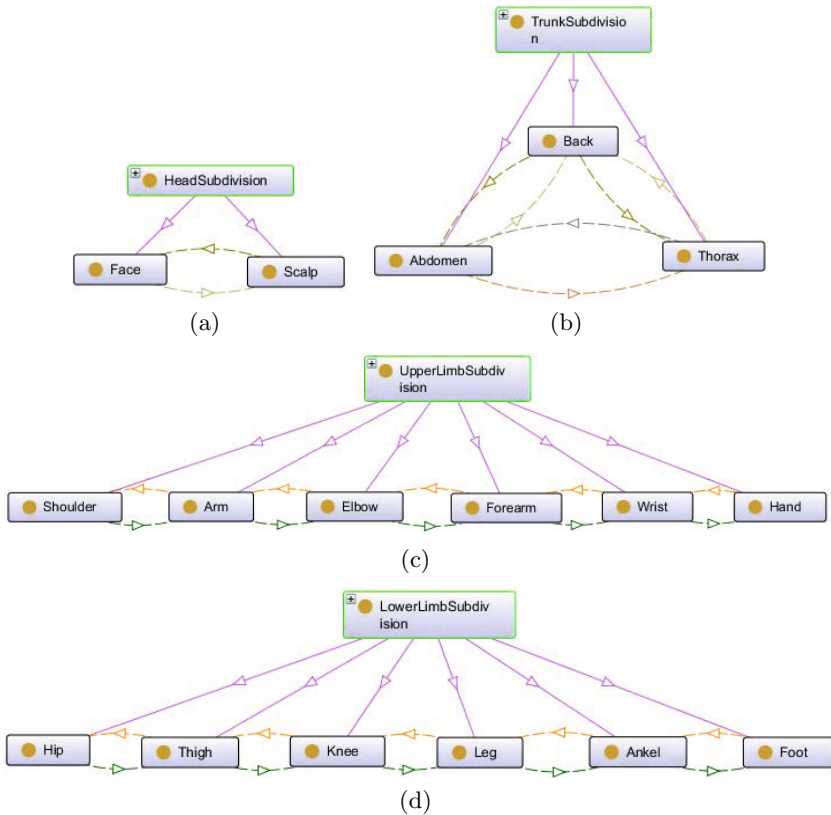 TrunkSubdivisio
n
Back
HeadSubdivision
Face
Scalp
Abdomen
Thorax
(a)
(b)
UpperLimbSubdiv
ision
Shoulder
Arm
Elbow
Forearm
Wrist
Hand
(c)
LowerLimbSubdiv
ision
Hip
Thigh
Knee
Leg
Ankel
Foot
(d)